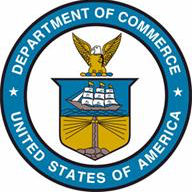 DEPARTMENT OF COMMERCE
UNITED STATES OF AMERICA